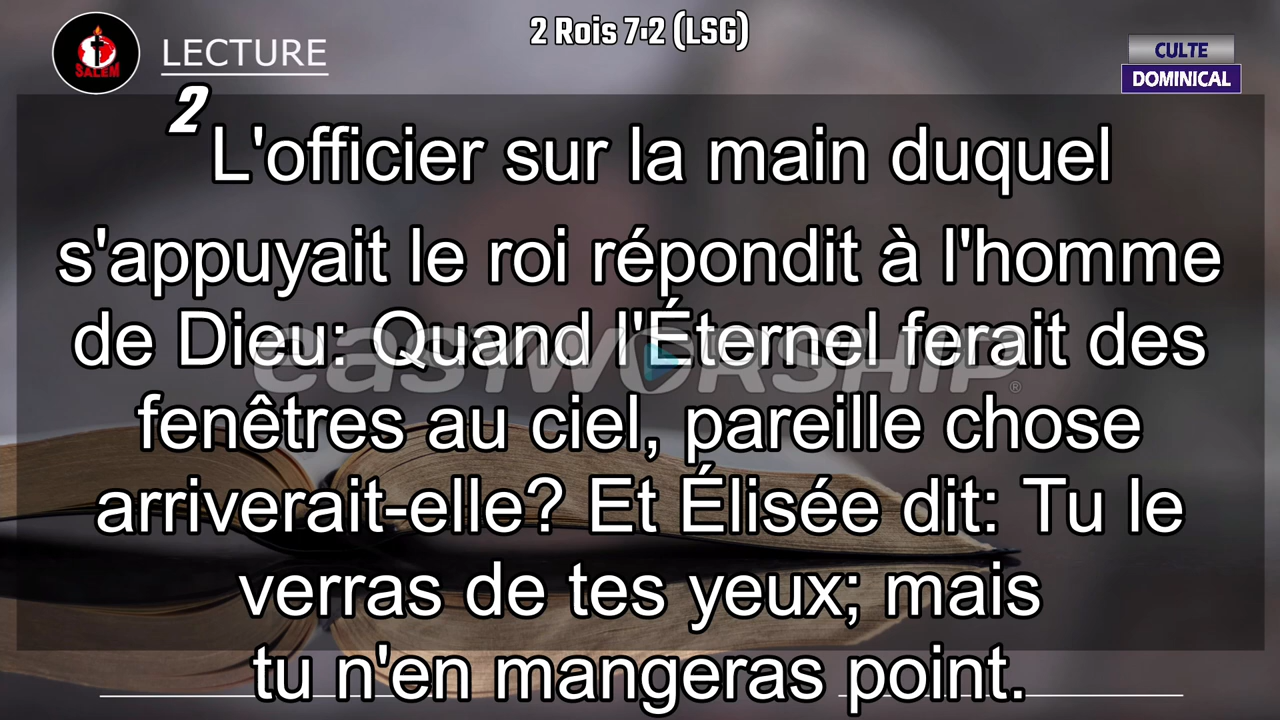 2 Rois 7:2 (LSG)
SALEM
LECTURE
CULTE
DOMINICAL
2 L'officier sur la main duquel
s'appuyait le roi répondit à l'homme
de Dieu: Quand l'Éternel ferait des
fenêtres au ciel, pareille chose
arriverait-elle? Et Élisée dit: Tu le
verras de tes yeux; mais
tu n'en mangeras point.
easyworship®